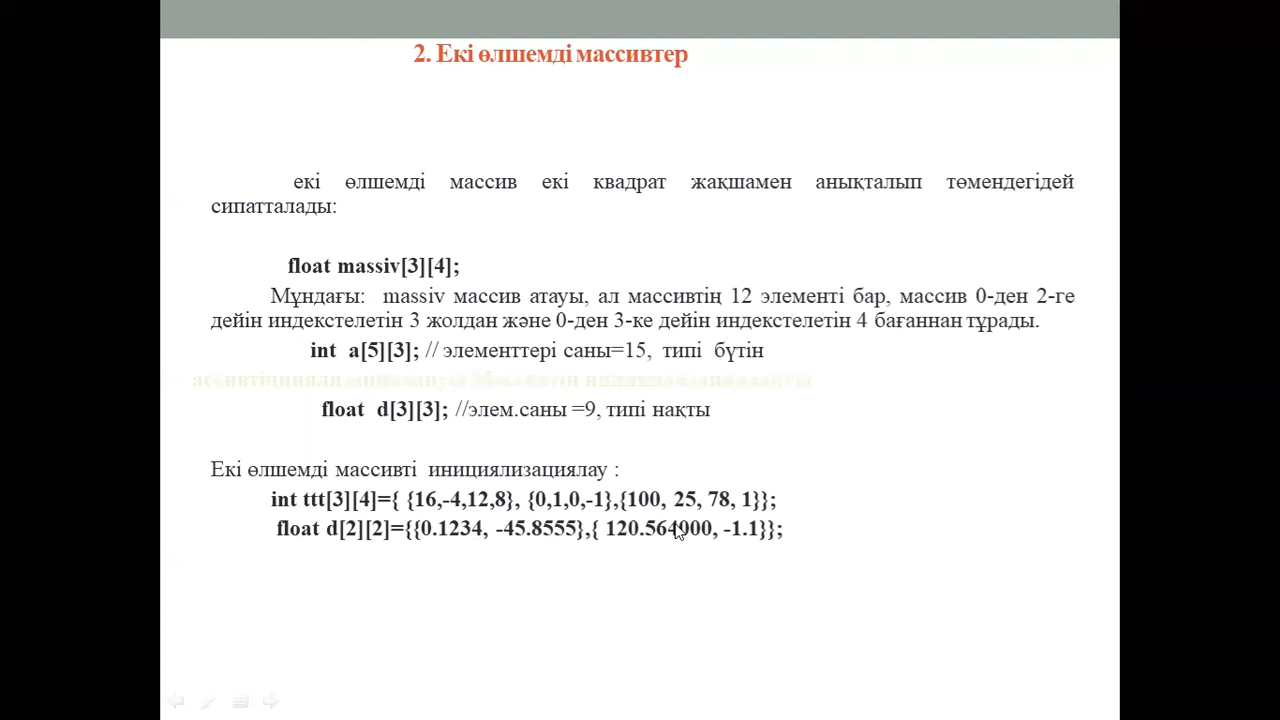 2. Екі өлшемді массивтер
екі өлшемді массив екі квадрат жақшамен анықталып төмендегідей
сипатталады:
float massiv[3][4];
Мұндағы: massiv массив атауы, ал массивтің 12 элементі бар, массив 0-ден 2-ге
дейін индекстелетін 3 жолдан және 0-ден 3-ке дейін индекстелетін 4 бағаннан тұрады.
int a[5][3]; // элементтері саны=15, типі бүтін
float d[3][3]; //элем.саны =9, типі нақты
Екі өлшемді массивті инициялизациялау :
int ttt[3][4]={ {16,-4,12,8}, {0,1,0,-1},{100, 25, 78, 1}};
float d[2][2]={{0.1234, -45.8555},{ 120.564000, -1.1}};